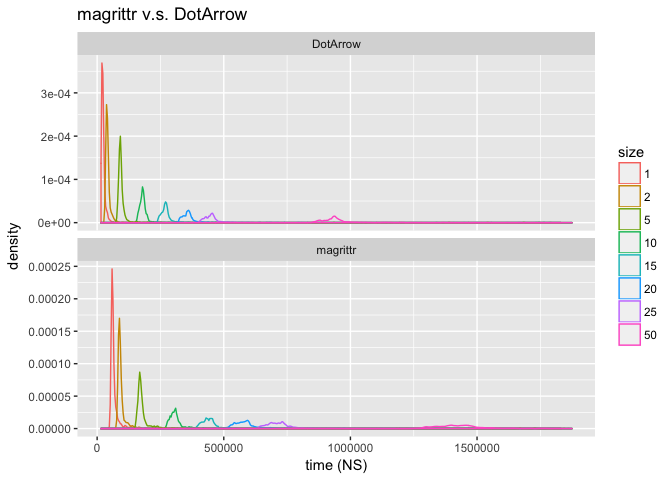 magrittr v.s. DotArrow
DotArrow
3e-04
2e-04
1e-04
0e+00
magrittr
0.00025
0.00020
0.00015
0.00010
0.00005
0.00000
density
0
500000
1000000
1500000
time (NS)
size
1
2
5
10
15
20
25
50